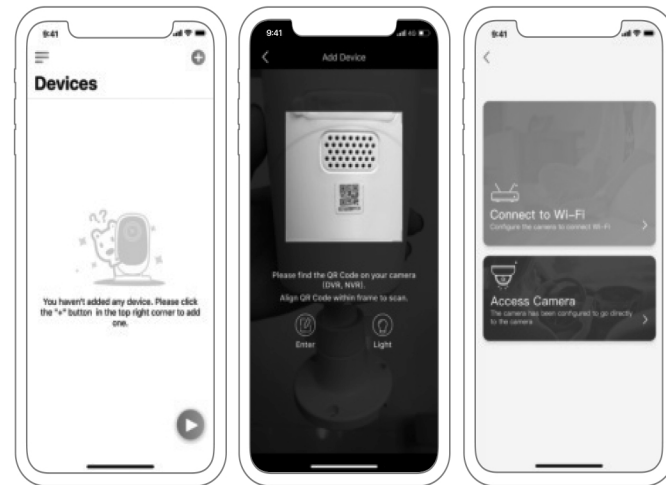 9:41
Devices
You haven't added any device. Please click
the "+" button in the top right corner to add
one.
9:41
4G
Add Device
Please find the QR Code on your camera
(DVR, NVR).
Align QR Code within frame to scan.
Enter
Light
9:41
Connect to Wi-Fi
Configure the camera to connect Wi-Fi
Access Camera
The camera has been configured to go directly
to the camera